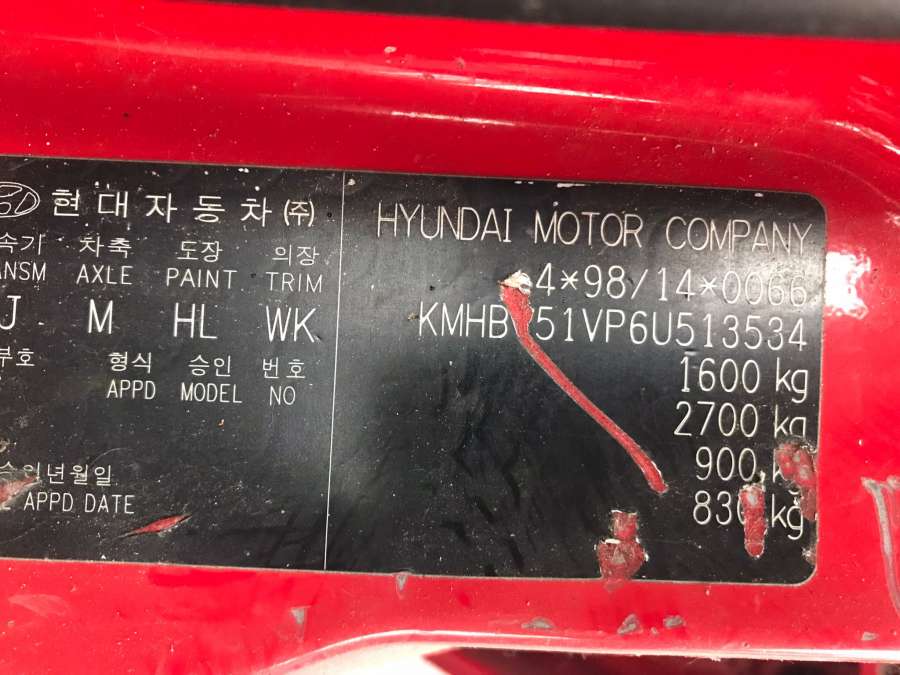 현대자동차(주)
속기 차축 도장 의장
ANSM AXLE PAINT TRIM
J M HL WK
부호 형식 승인 번호
APPD MODEL NO
승인년월일
APPD DATE
HYUNDAI MOTOR COMPANY
4*98/14*0066
KMHB 51VP6U513534
1600 kg
2700 kg
900 kg
830 kg